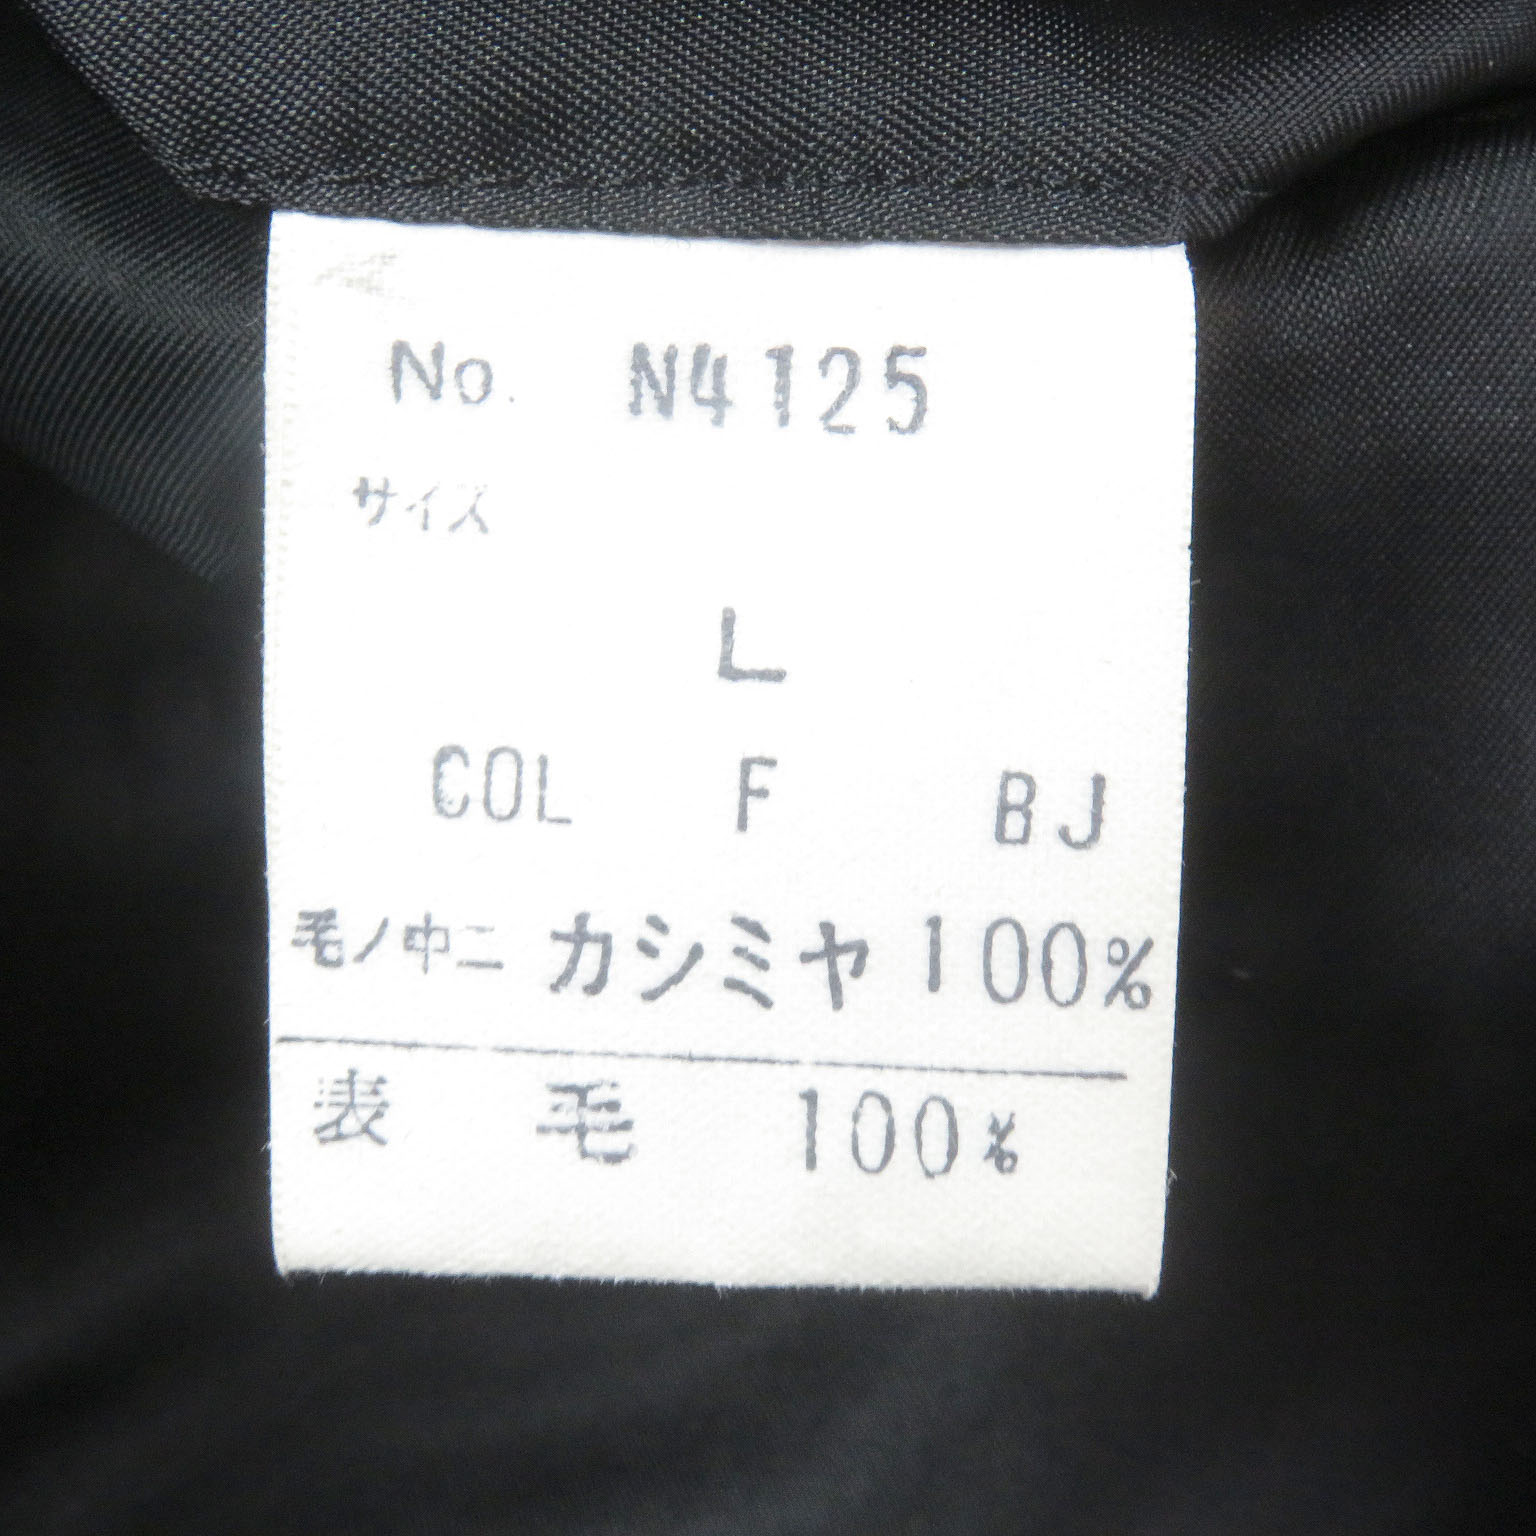 No. N4125
サイズ
L
COL F BJ
毛ノ中ニ カシミヤ 100%
表 毛 100%